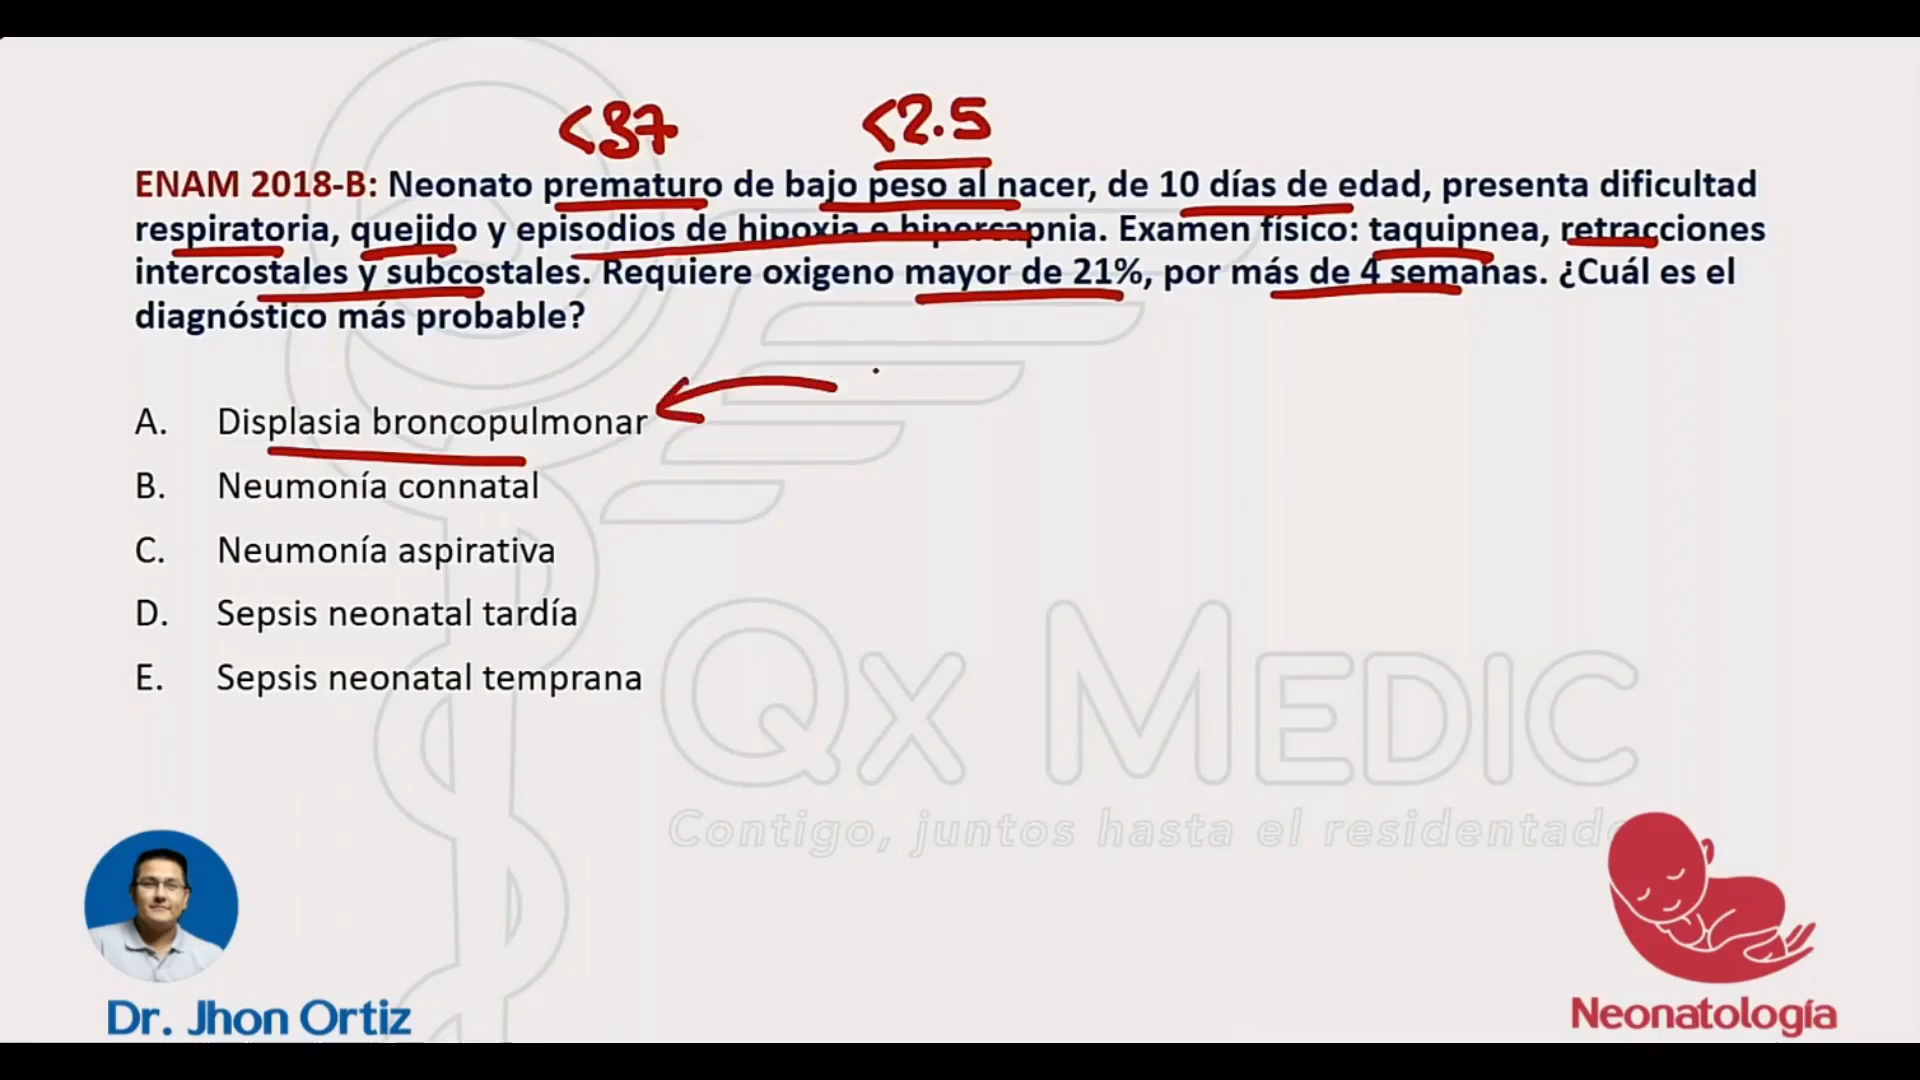 <37 <2.5
ENAM 2018-B: Neonato prematuro de bajo peso al nacer, de 10 días de edad, presenta dificultad
respiratoria, quejido y episodios de hipoxia e hipercapnia. Examen físico: taquipnea, retracciones
intercostales y subcostales. Requiere oxigeno mayor de 21%, por más de 4 semanas. ¿Cuál es el
diagnóstico más probable?
A. Displasia broncopulmonar
B. Neumonía connatal
C. Neumonía aspirativa
D. Sepsis neonatal tardía
E. Sepsis neonatal temprana
Qx MEDIC
Contigo, juntos hasta el residentado
Dr. Jhon Ortiz
Neonatología